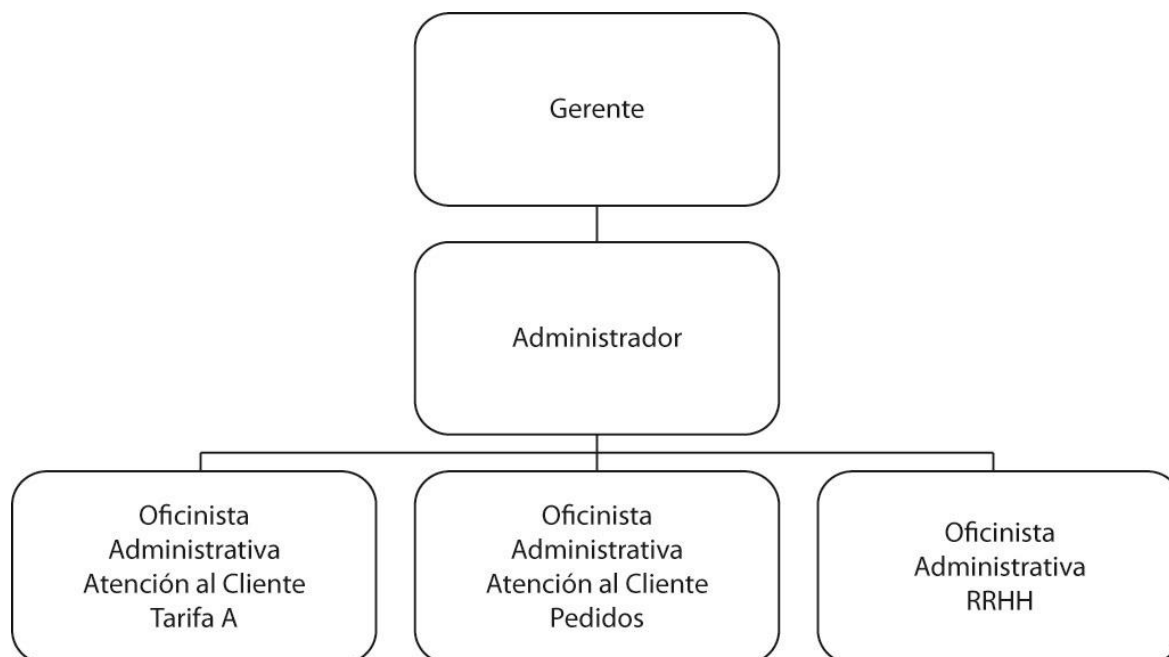 Gerente
Administrador
Oficinista
Administrativa
Atención al Cliente
Tarifa A
Oficinista
Administrativa
Atención al Cliente
Pedidos
Oficinista
Administrativa
RRHH